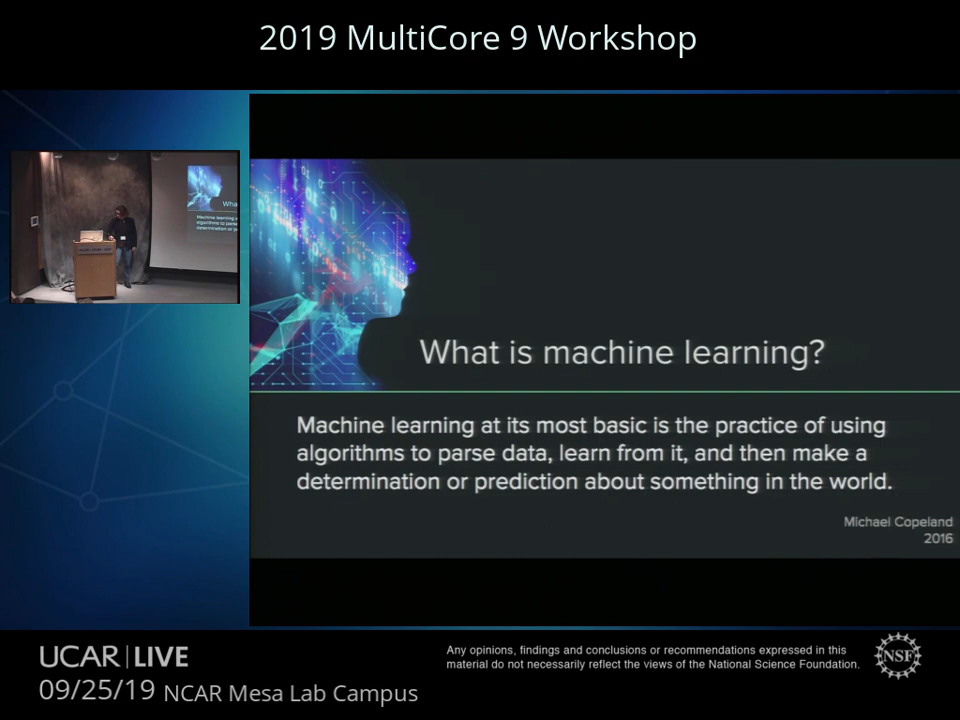 2019 MultiCore 9 Workshop
What is machine learning?
Machine learning at its most basic is the practice of using
algorithms to parse data, learn from it, and then make a
determination or prediction about something in the world.
Michael Copeland
2016
UCAR | LIVE
09/25/19 NCAR Mesa Lab Campus
Any opinions, findings and conclusions or recommendations expressed in this
material do not necessarily reflect the views of the National Science Foundation.
NSF